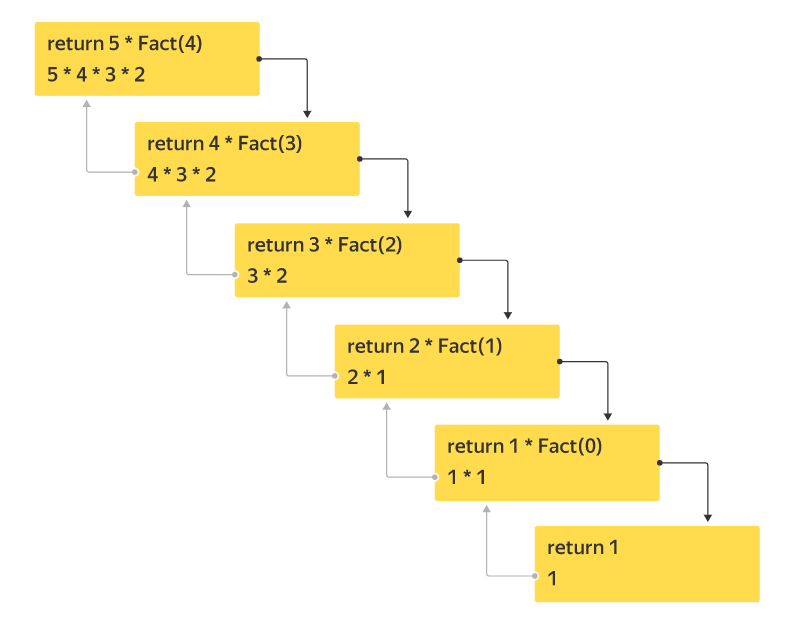 return 5 * Fact(4)
5 * 4 * 3 * 2
return 4 * Fact(3)
4 * 3 * 2
return 3 * Fact(2)
3 * 2
return 2 * Fact(1)
2 * 1
return 1 * Fact(0)
1 * 1
return 1
1